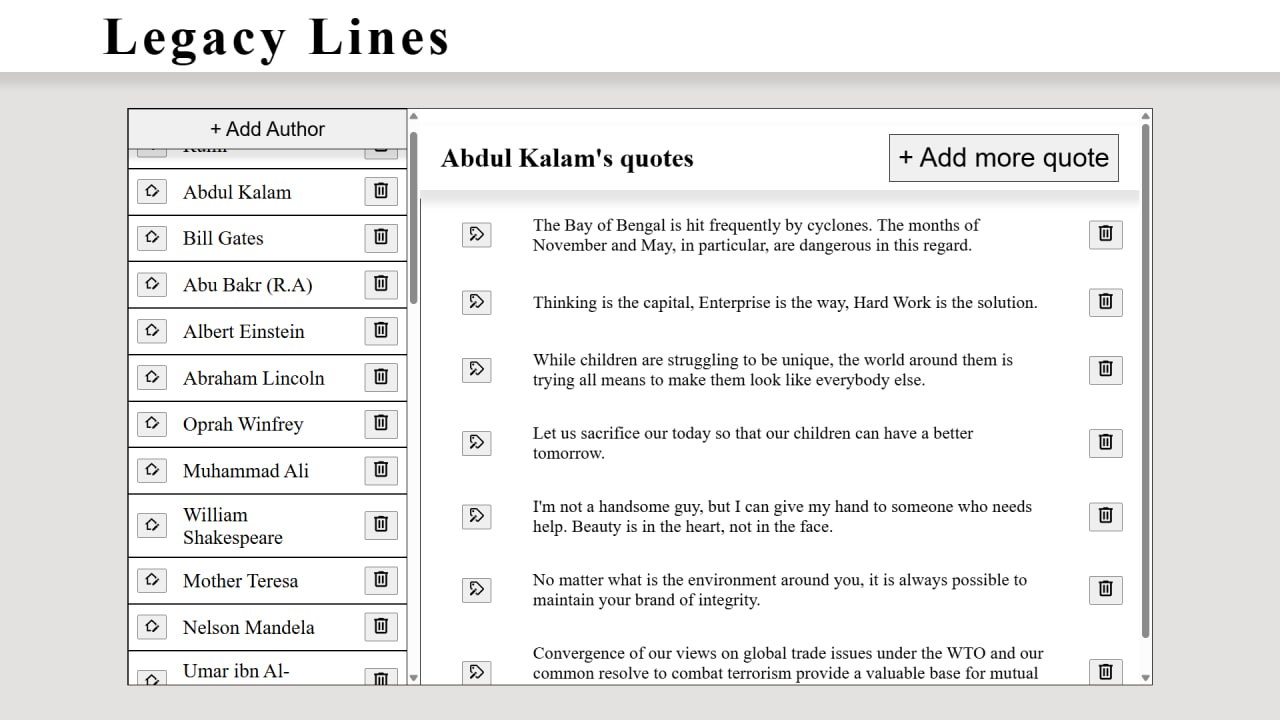 Legacy Lines
+ Add Author
Abdul Kalam
Bill Gates
Abu Bakr (R.A)
Albert Einstein
Abraham Lincoln
Oprah Winfrey
Muhammad Ali
William
Shakespeare
Mother Teresa
Nelson Mandela
Umar ibn Al-
Abdul Kalam's quotes
+ Add more quote
The Bay of Bengal is hit frequently by cyclones. The months of
November and May, in particular, are dangerous in this regard.
Thinking is the capital, Enterprise is the way, Hard Work is the solution.
While children are struggling to be unique, the world around them is
trying all means to make them look like everybody else.
Let us sacrifice our today so that our children can have a better
tomorrow.
I'm not a handsome guy, but I can give my hand to someone who needs
help. Beauty is in the heart, not in the face.
No matter what is the environment around you, it is always possible to
maintain your brand of integrity.
Convergence of our views on global trade issues under the WTO and our
common resolve to combat terrorism provide a valuable base for mutual